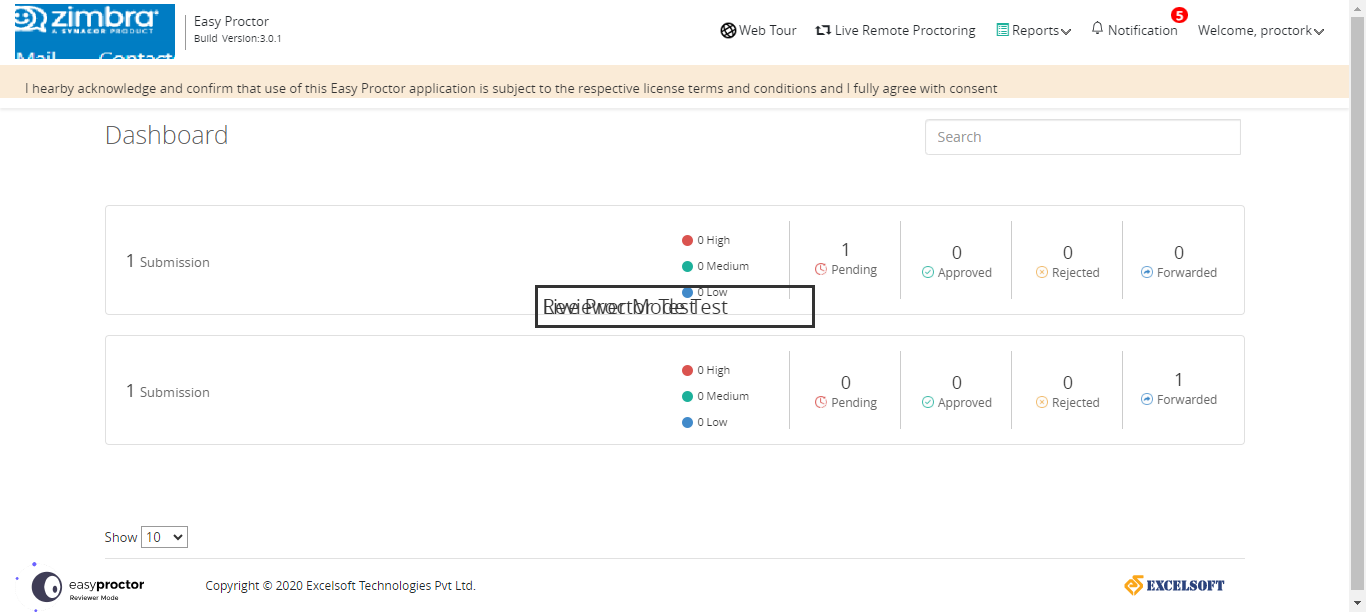 zimbra
A SYNACOR PRODUCT
Mail Contact
Easy Proctor
Build Version:3.0.1
Web Tour
Live Remote Proctoring
Reports
Notification
5
Welcome, proctork
I hearby acknowledge and confirm that use of this Easy Proctor application is subject to the respective license terms and conditions and I fully agree with consent
Dashboard
Search
1 Submission
0 High
0 Medium
0 Low
1
Pending
0
Approved
0
Rejected
0
Forwarded
Reviewer Mode Test
Live Proctor Test
1 Submission
0 High
0 Medium
0 Low
0
Pending
0
Approved
0
Rejected
1
Forwarded
Show 10
easyproctor
Reviewer Mode
Copyright © 2020 Excelsoft Technologies Pvt Ltd.
EXCELSOFT